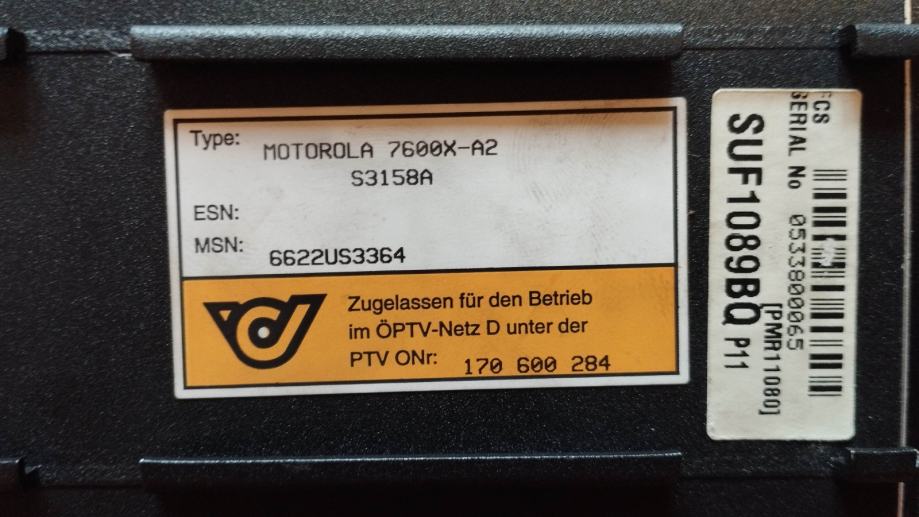 Type: MOTOROLA 7600X-A2
S3158A
ESN:
MSN: 6622US3364
Zugelassen für den Betrieb
im ÖPTV-Netz D unter der
PTV ONr: 170 600 284
FCS
SERIAL No 0533800065
[PMR11080]
SUF1089BQ P11